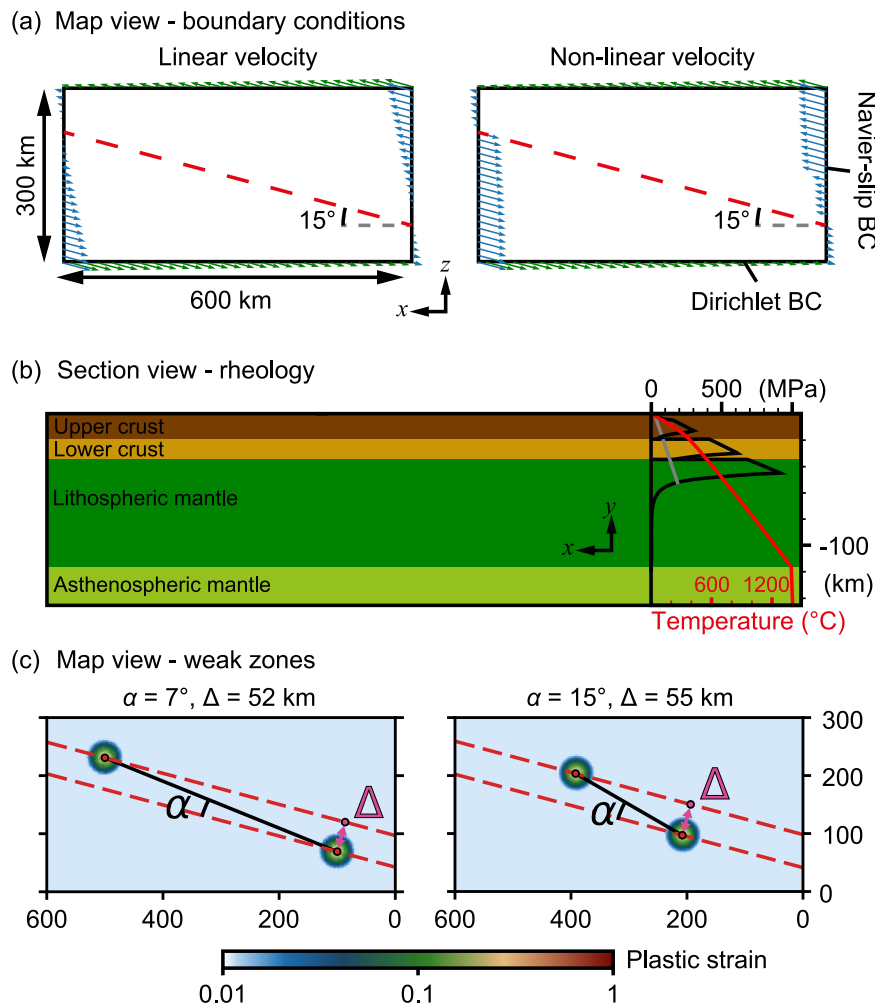 (a) Map view - boundary conditions
Linear velocity
Non-linear velocity
300 km
15°
600 km
z
x
15°
Navier-slip BC
Dirichlet BC
(b) Section view - rheology
0 500 (MPa)
Upper crust
Lower crust
Lithospheric mantle
y
x
-100
(km)
Asthenospheric mantle
600 1200
Temperature (°C)
(c) Map view - weak zones
α = 7°, Δ = 52 km
α = 15°, Δ = 55 km
α
Δ
α
Δ
300
200
100
0
600 400 200 0
600 400 200 0
Plastic strain
0.01 0.1 1